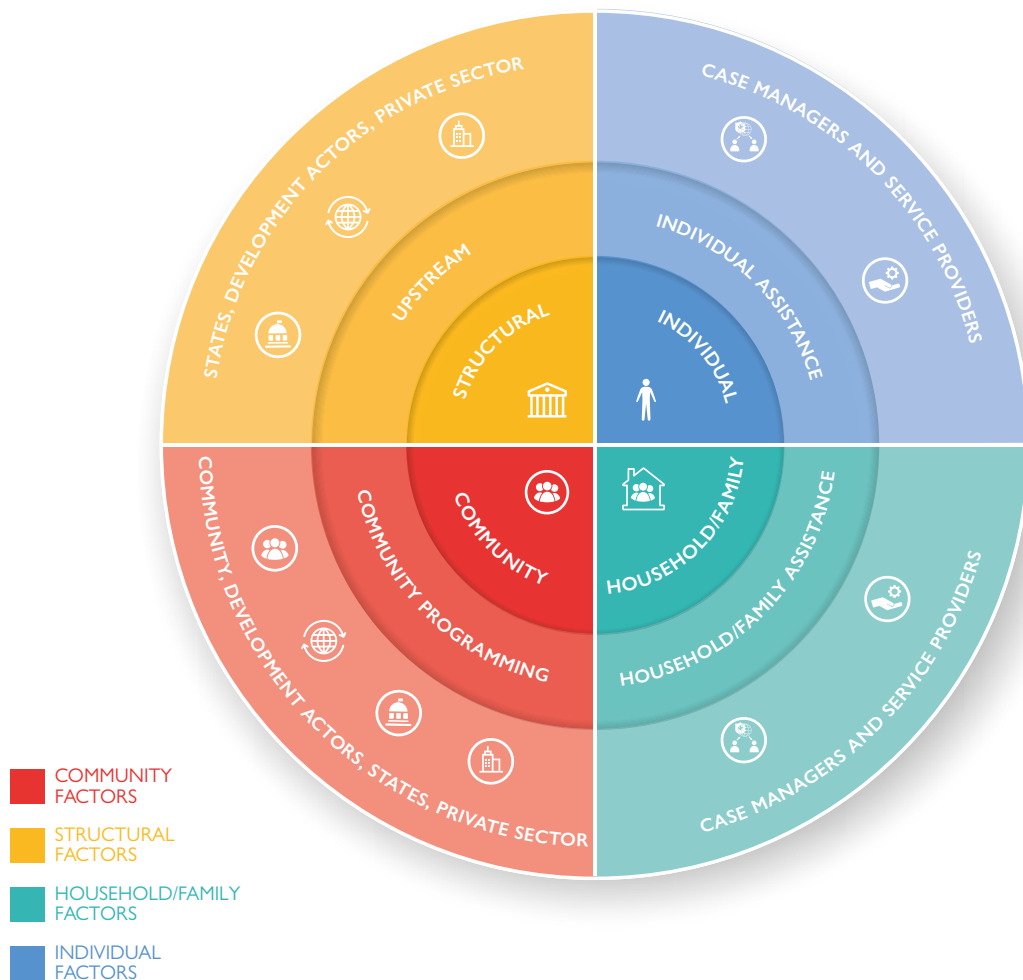 STATES, DEVELOPMENT ACTORS, PRIVATE SECTOR
UPSTREAM
STRUCTURAL
CASE MANAGERS AND SERVICE PROVIDERS
INDIVIDUAL ASSISTANCE
INDIVIDUAL
COMMUNITY
COMMUNITY PROGRAMMING
COMMUNITY, DEVELOPMENT ACTORS, STATES, PRIVATE SECTOR
HOUSEHOLD/FAMILY
HOUSEHOLD/FAMILY ASSISTANCE
CASE MANAGERS AND SERVICE PROVIDERS
COMMUNITY
FACTORS
STRUCTURAL
FACTORS
HOUSEHOLD/FAMILY
FACTORS
INDIVIDUAL
FACTORS